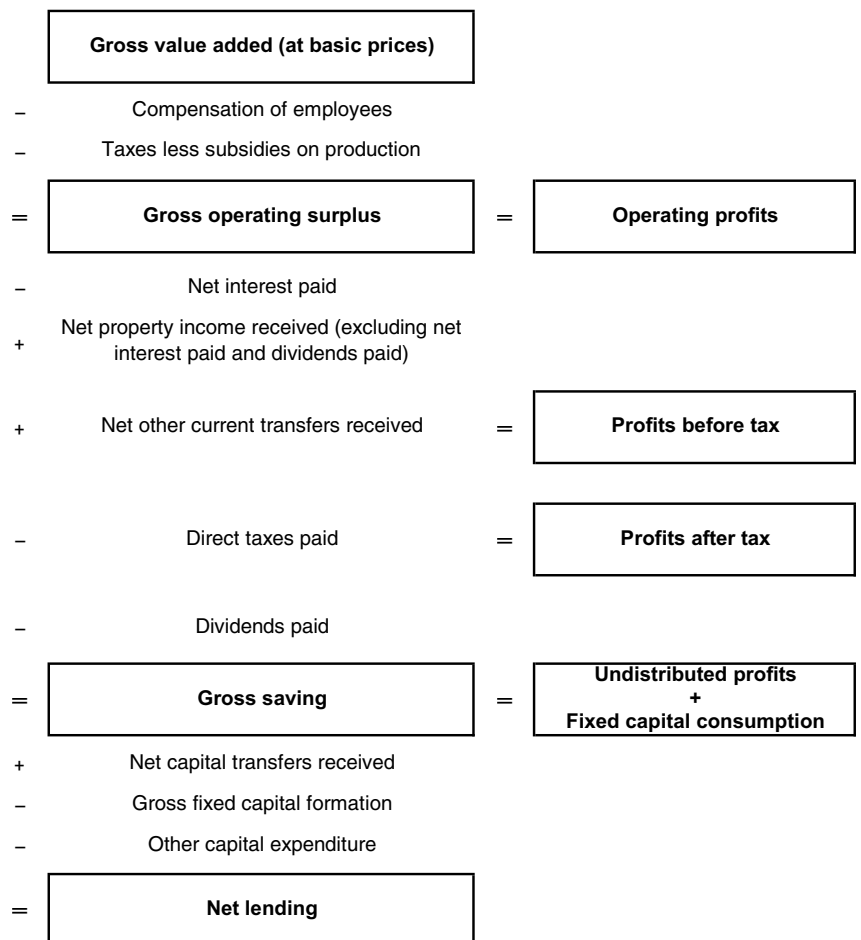 Gross value added (at basic prices)
– Compensation of employees
– Taxes less subsidies on production
= Gross operating surplus = Operating profits
– Net interest paid
+ Net property income received (excluding net
interest paid and dividends paid)
+ Net other current transfers received = Profits before tax
– Direct taxes paid = Profits after tax
– Dividends paid
= Gross saving = Undistributed profits
+
Fixed capital consumption
+ Net capital transfers received
– Gross fixed capital formation
– Other capital expenditure
= Net lending